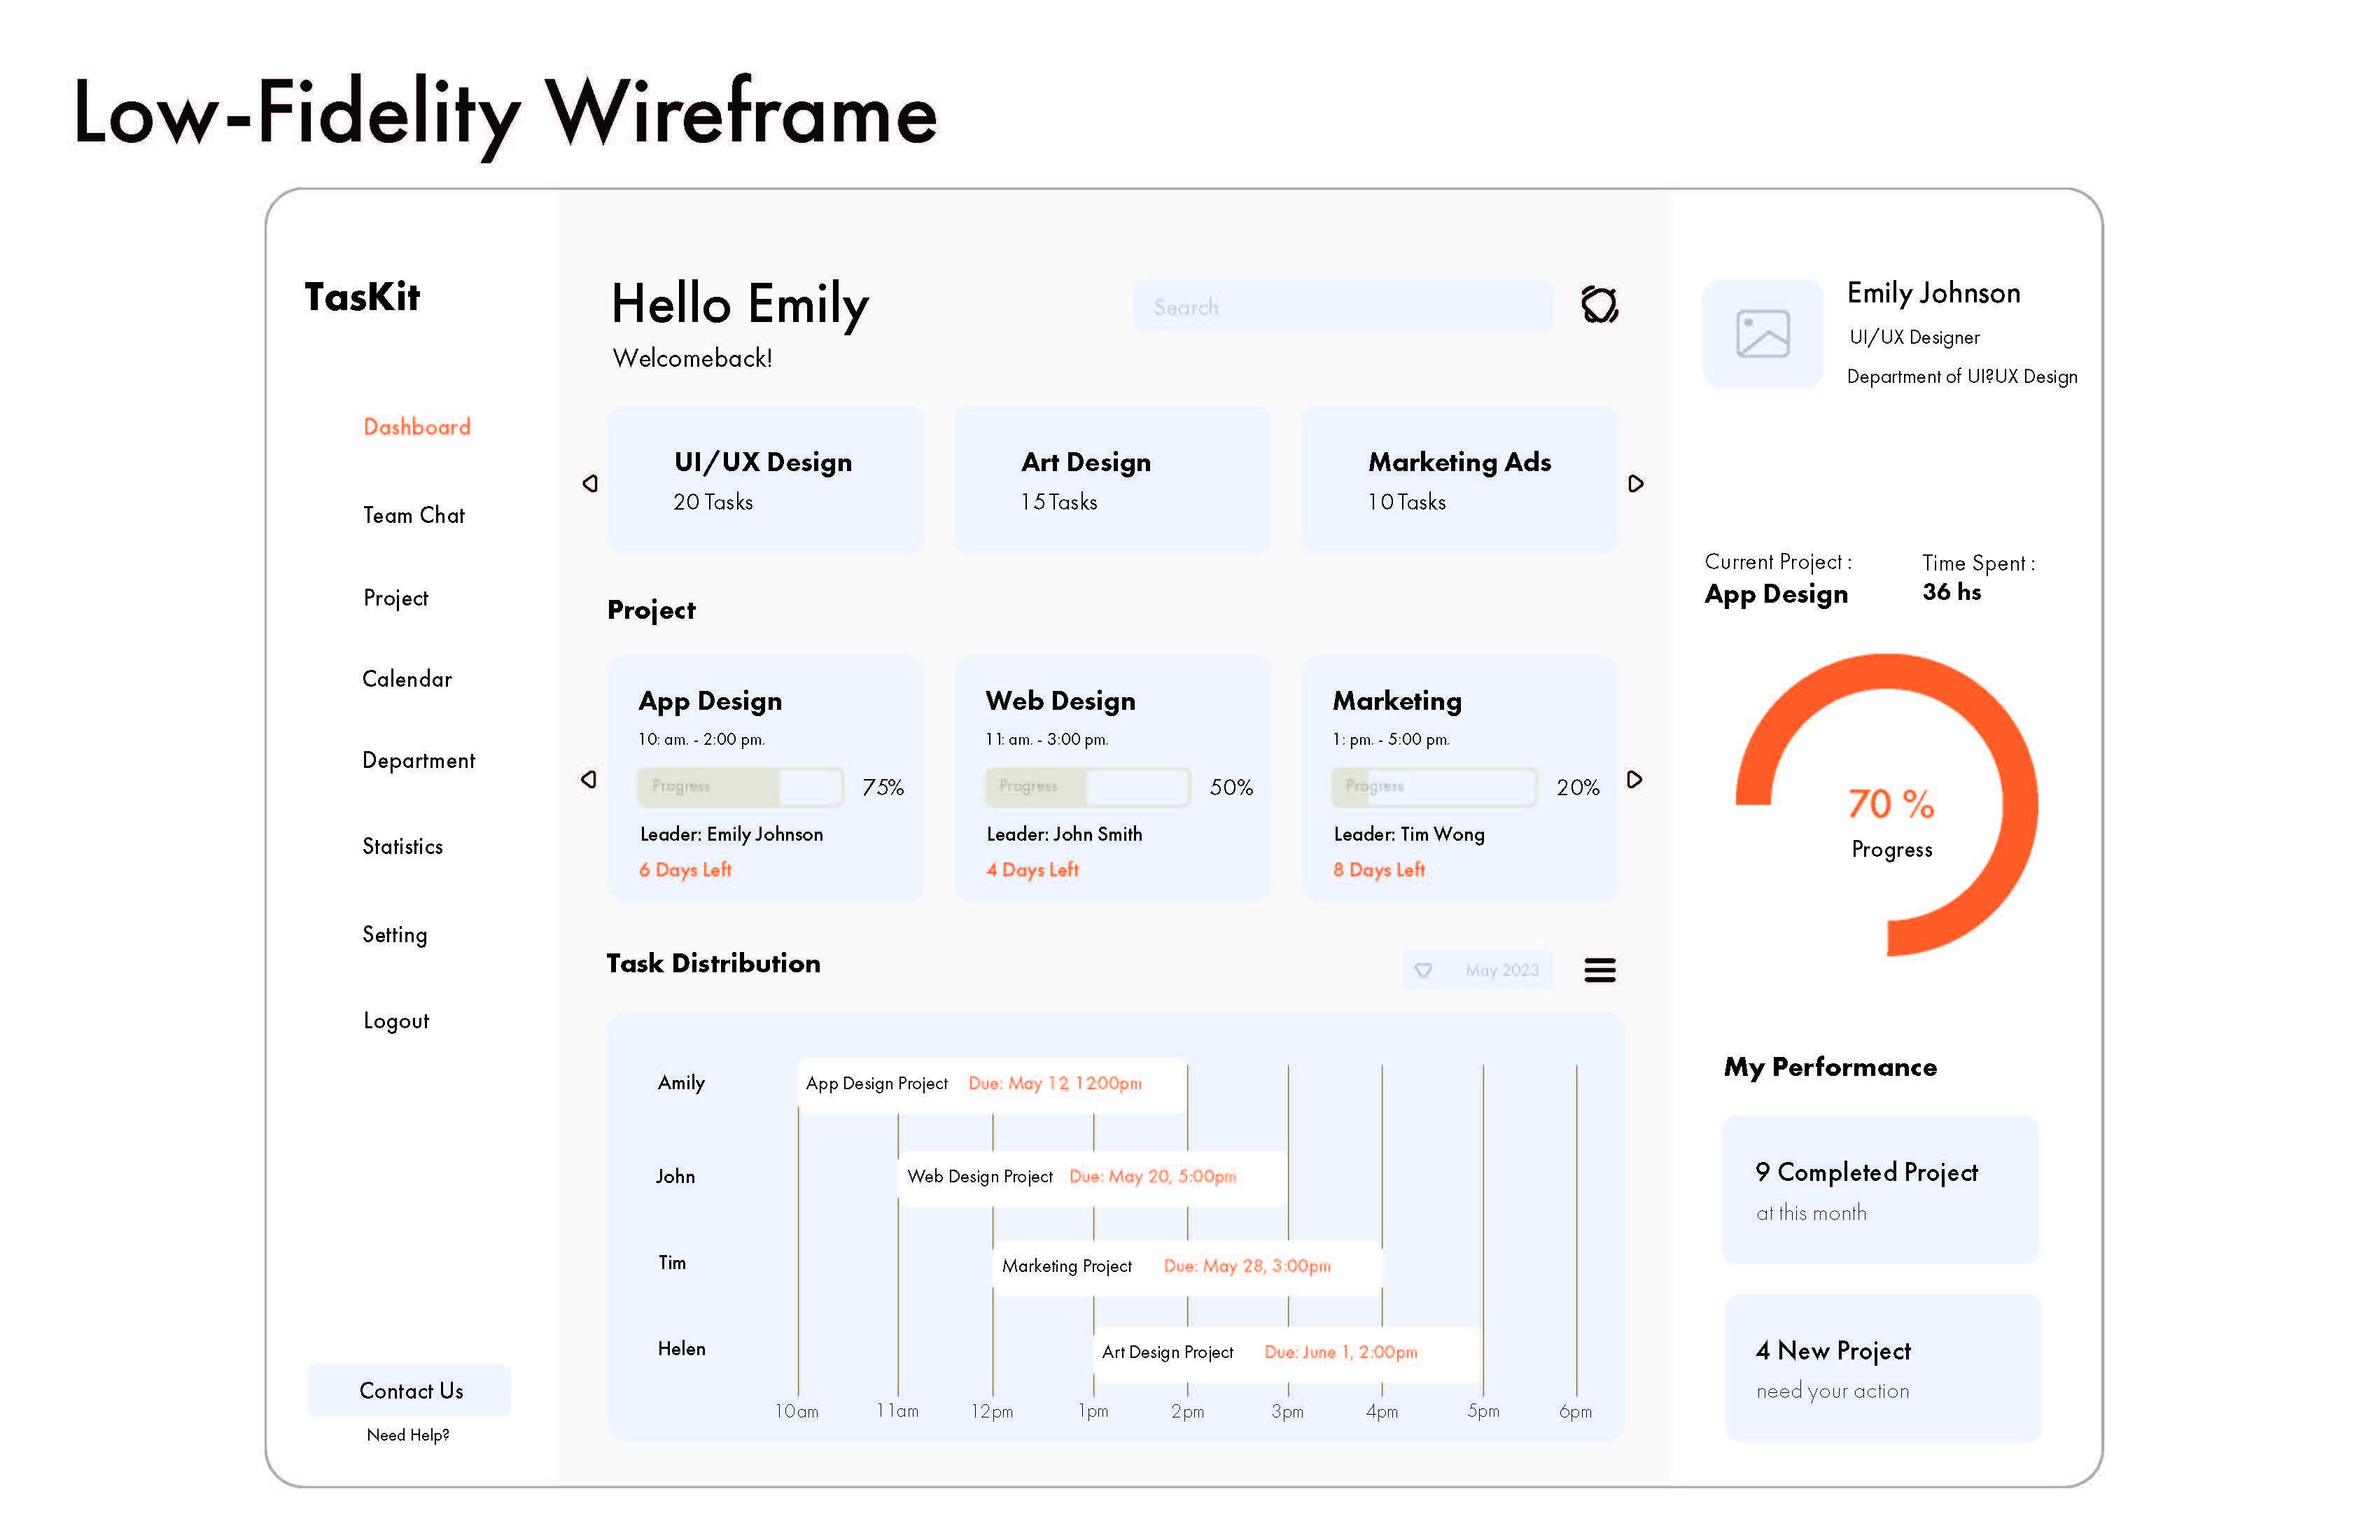 Low-Fidelity Wireframe
TasKit
Dashboard
Team Chat
Project
Calendar
Department
Statistics
Setting
Logout
Contact Us
Need Help?
Hello Emily
Welcomeback!
Search
UI/UX Design
20 Tasks
Art Design
15 Tasks
Marketing Ads
10 Tasks
Project
App Design
10: am. - 2:00 pm.
Progress
75%
Leader: Emily Johnson
6 Days Left
Web Design
11: am. - 3:00 pm.
Progress
50%
Leader: John Smith
4 Days Left
Marketing
1: pm. - 5:00 pm.
Progress
20%
Leader: Tim Wong
8 Days Left
Task Distribution
May 2023
Amily
App Design Project Due: May 12 1200pm
John
Web Design Project Due: May 20, 5:00pm
Tim
Marketing Project Due: May 28, 3:00pm
Helen
Art Design Project Due: June 1, 2:00pm
10am 11am 12pm 1pm 2pm 3pm 4pm 5pm 6pm
Emily Johnson
UI/UX Designer
Department of UI?UX Design
Current Project :
App Design
Time Spent :
36 hs
70 %
Progress
My Performance
9 Completed Project
at this month
4 New Project
need your action